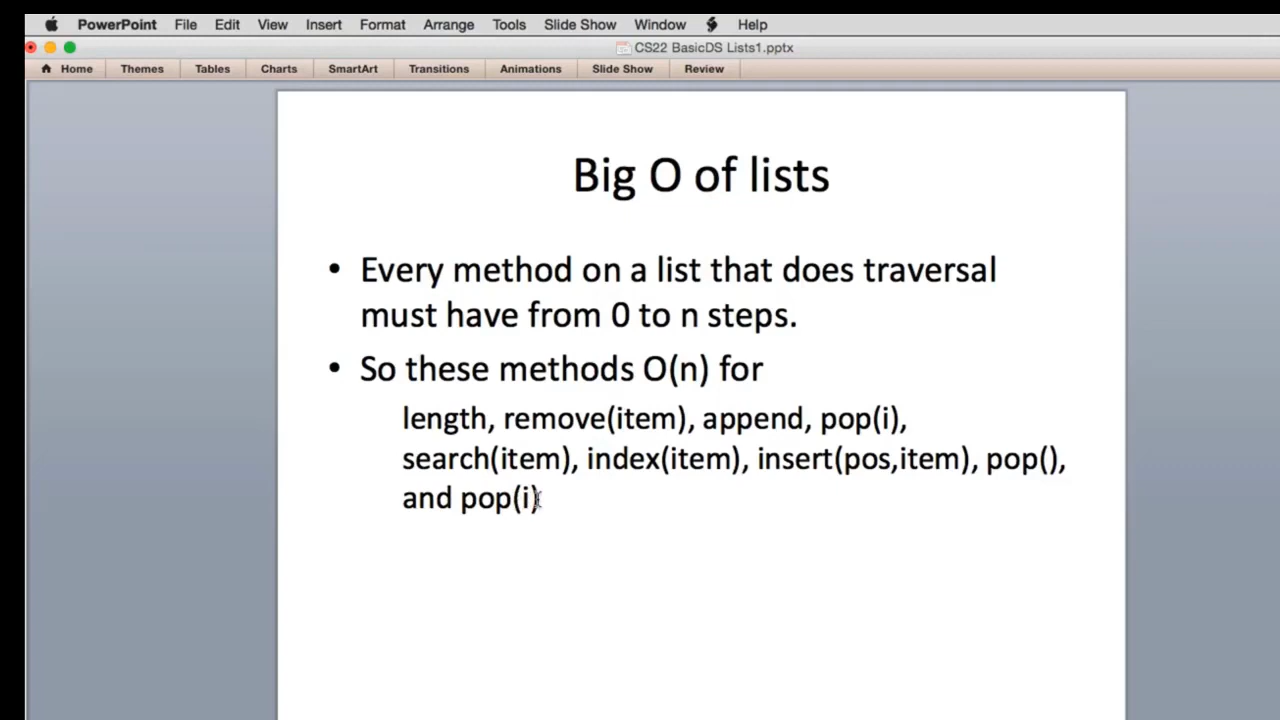 PowerPoint File Edit View Insert Format Arrange Tools Slide Show Window Help
CS22 BasicDS Lists1.pptx
Home Themes Tables Charts SmartArt Transitions Animations Slide Show Review
Big O of lists
• Every method on a list that does traversal
must have from 0 to n steps.
• So these methods O(n) for
length, remove(item), append, pop(i),
search(item), index(item), insert(pos,item), pop(),
and pop(i)